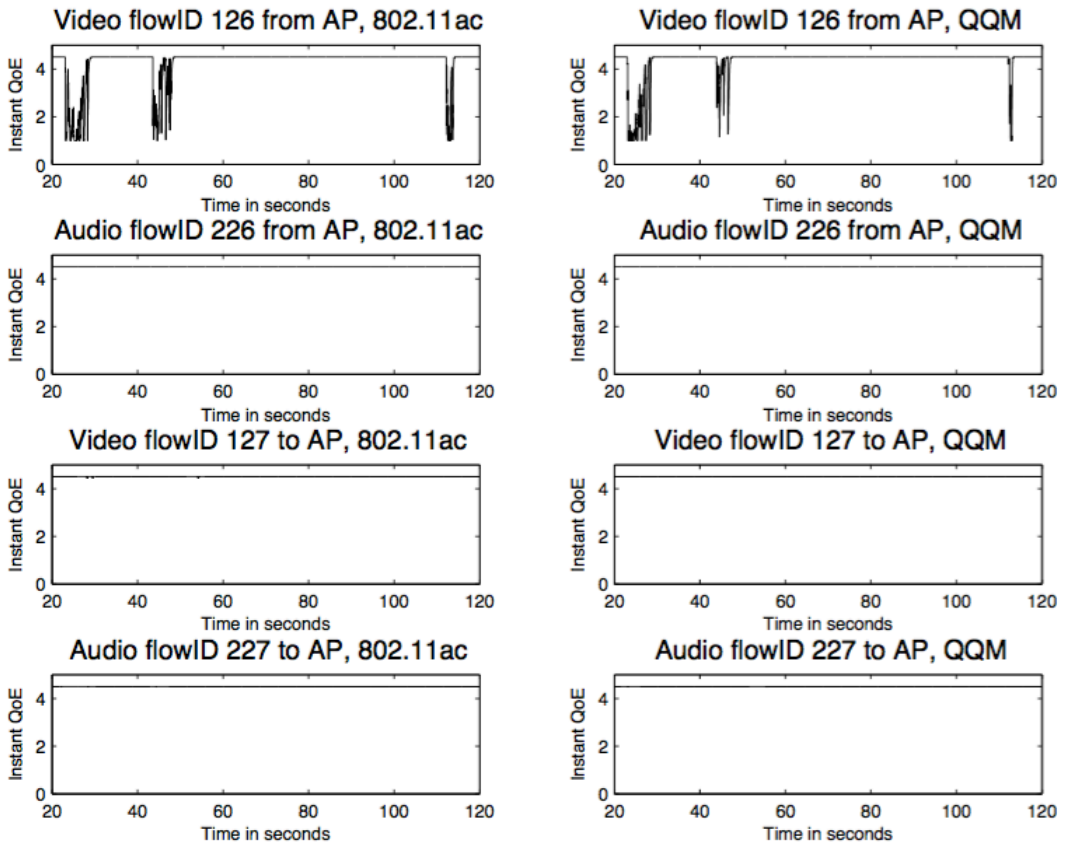 Video flowID 126 from AP, 802.11ac
Instant QoE
4
2
0
20 40 60 80 100 120
Time in seconds
Video flowID 126 from AP, QQM
Instant QoE
4
2
0
20 40 60 80 100 120
Time in seconds
Audio flowID 226 from AP, 802.11ac
Instant QoE
4
2
0
20 40 60 80 100 120
Time in seconds
Audio flowID 226 from AP, QQM
Instant QoE
4
2
0
20 40 60 80 100 120
Time in seconds
Video flowID 127 to AP, 802.11ac
Instant QoE
4
2
0
20 40 60 80 100 120
Time in seconds
Video flowID 127 to AP, QQM
Instant QoE
4
2
0
20 40 60 80 100 120
Time in seconds
Audio flowID 227 to AP, 802.11ac
Instant QoE
4
2
0
20 40 60 80 100 120
Time in seconds
Audio flowID 227 to AP, QQM
Instant QoE
4
2
0
20 40 60 80 100 120
Time in seconds